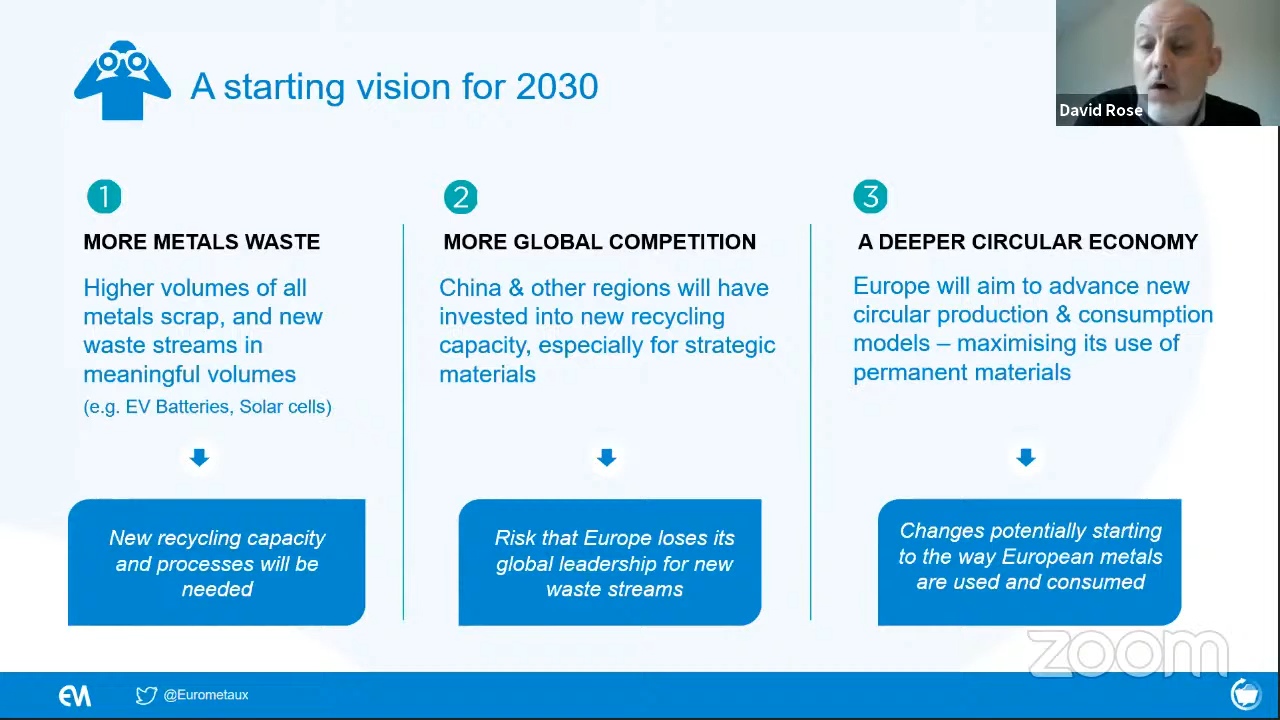 A starting vision for 2030
David Rose
1
MORE METALS WASTE
Higher volumes of all
metals scrap, and new
waste streams in
meaningful volumes
(e.g. EV Batteries, Solar cells)
New recycling capacity
and processes will be
needed
2
MORE GLOBAL COMPETITION
China & other regions will have
invested into new recycling
capacity, especially for strategic
materials
Risk that Europe loses its
global leadership for new
waste streams
3
A DEEPER CIRCULAR ECONOMY
Europe will aim to advance new
circular production & consumption
models – maximising its use of
permanent materials
Changes potentially starting
to the way European metals
are used and consumed
zoom
EM
@Eurometaux